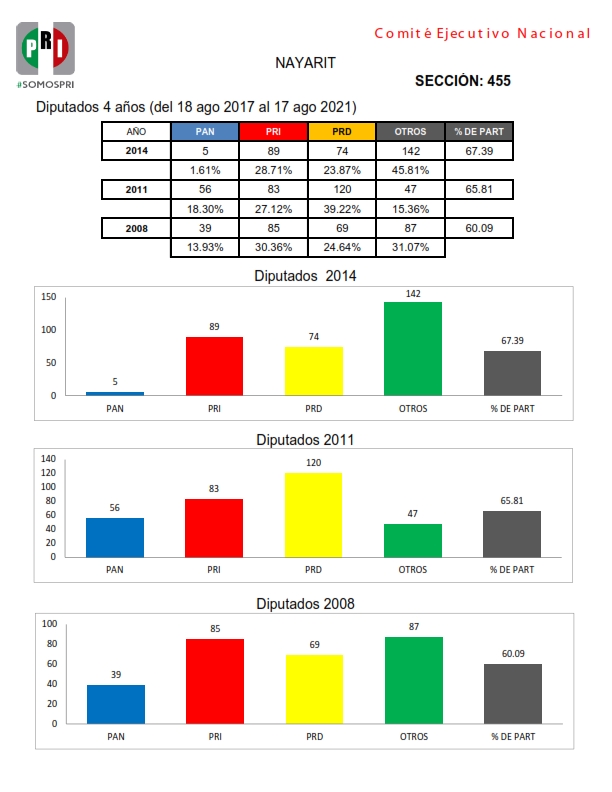 Comité Ejecutivo Nacional
PRI
#SOMOSPRI
NAYARIT
SECCIÓN: 455
Diputados 4 años (del 18 ago 2017 al 17 ago 2021)
AÑO PAN PRI PRD OTROS % DE PART
2014 5 89 74 142 67.39
1.61% 28.71% 23.87% 45.81%
2011 56 83 120 47 65.81
18.30% 27.12% 39.22% 15.36%
2008 39 85 69 87 60.09
13.93% 30.36% 24.64% 31.07%
Diputados 2014
150
100
50
0
5 89 74 142 67.39
PAN PRI PRD OTROS % DE PART
Diputados 2011
140
120
100
80
60
40
20
0
56 83 120 47 65.81
PAN PRI PRD OTROS % DE PART
Diputados 2008
100
80
60
40
20
0
39 85 69 87 60.09
PAN PRI PRD OTROS % DE PART